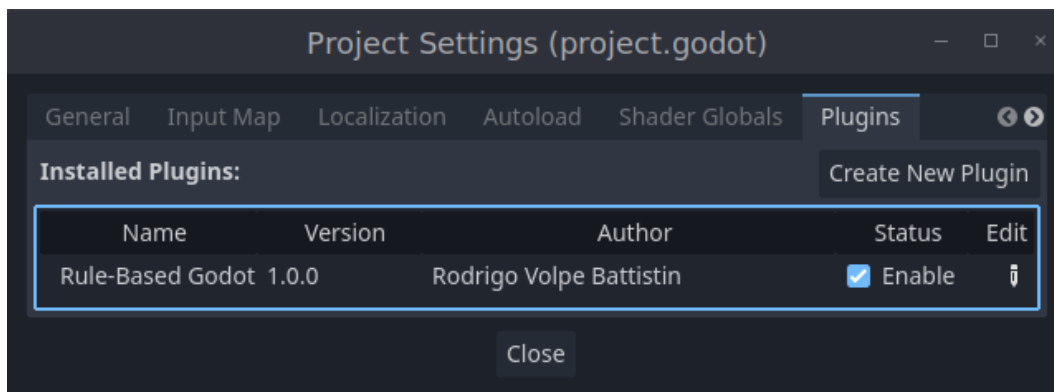 Project Settings (project.godot)
General Input Map Localization Autoload Shader Globals Plugins
Installed Plugins: Create New Plugin
Name Version Author Status Edit
Rule-Based Godot 1.0.0 Rodrigo Volpe Battistin Enable
Close